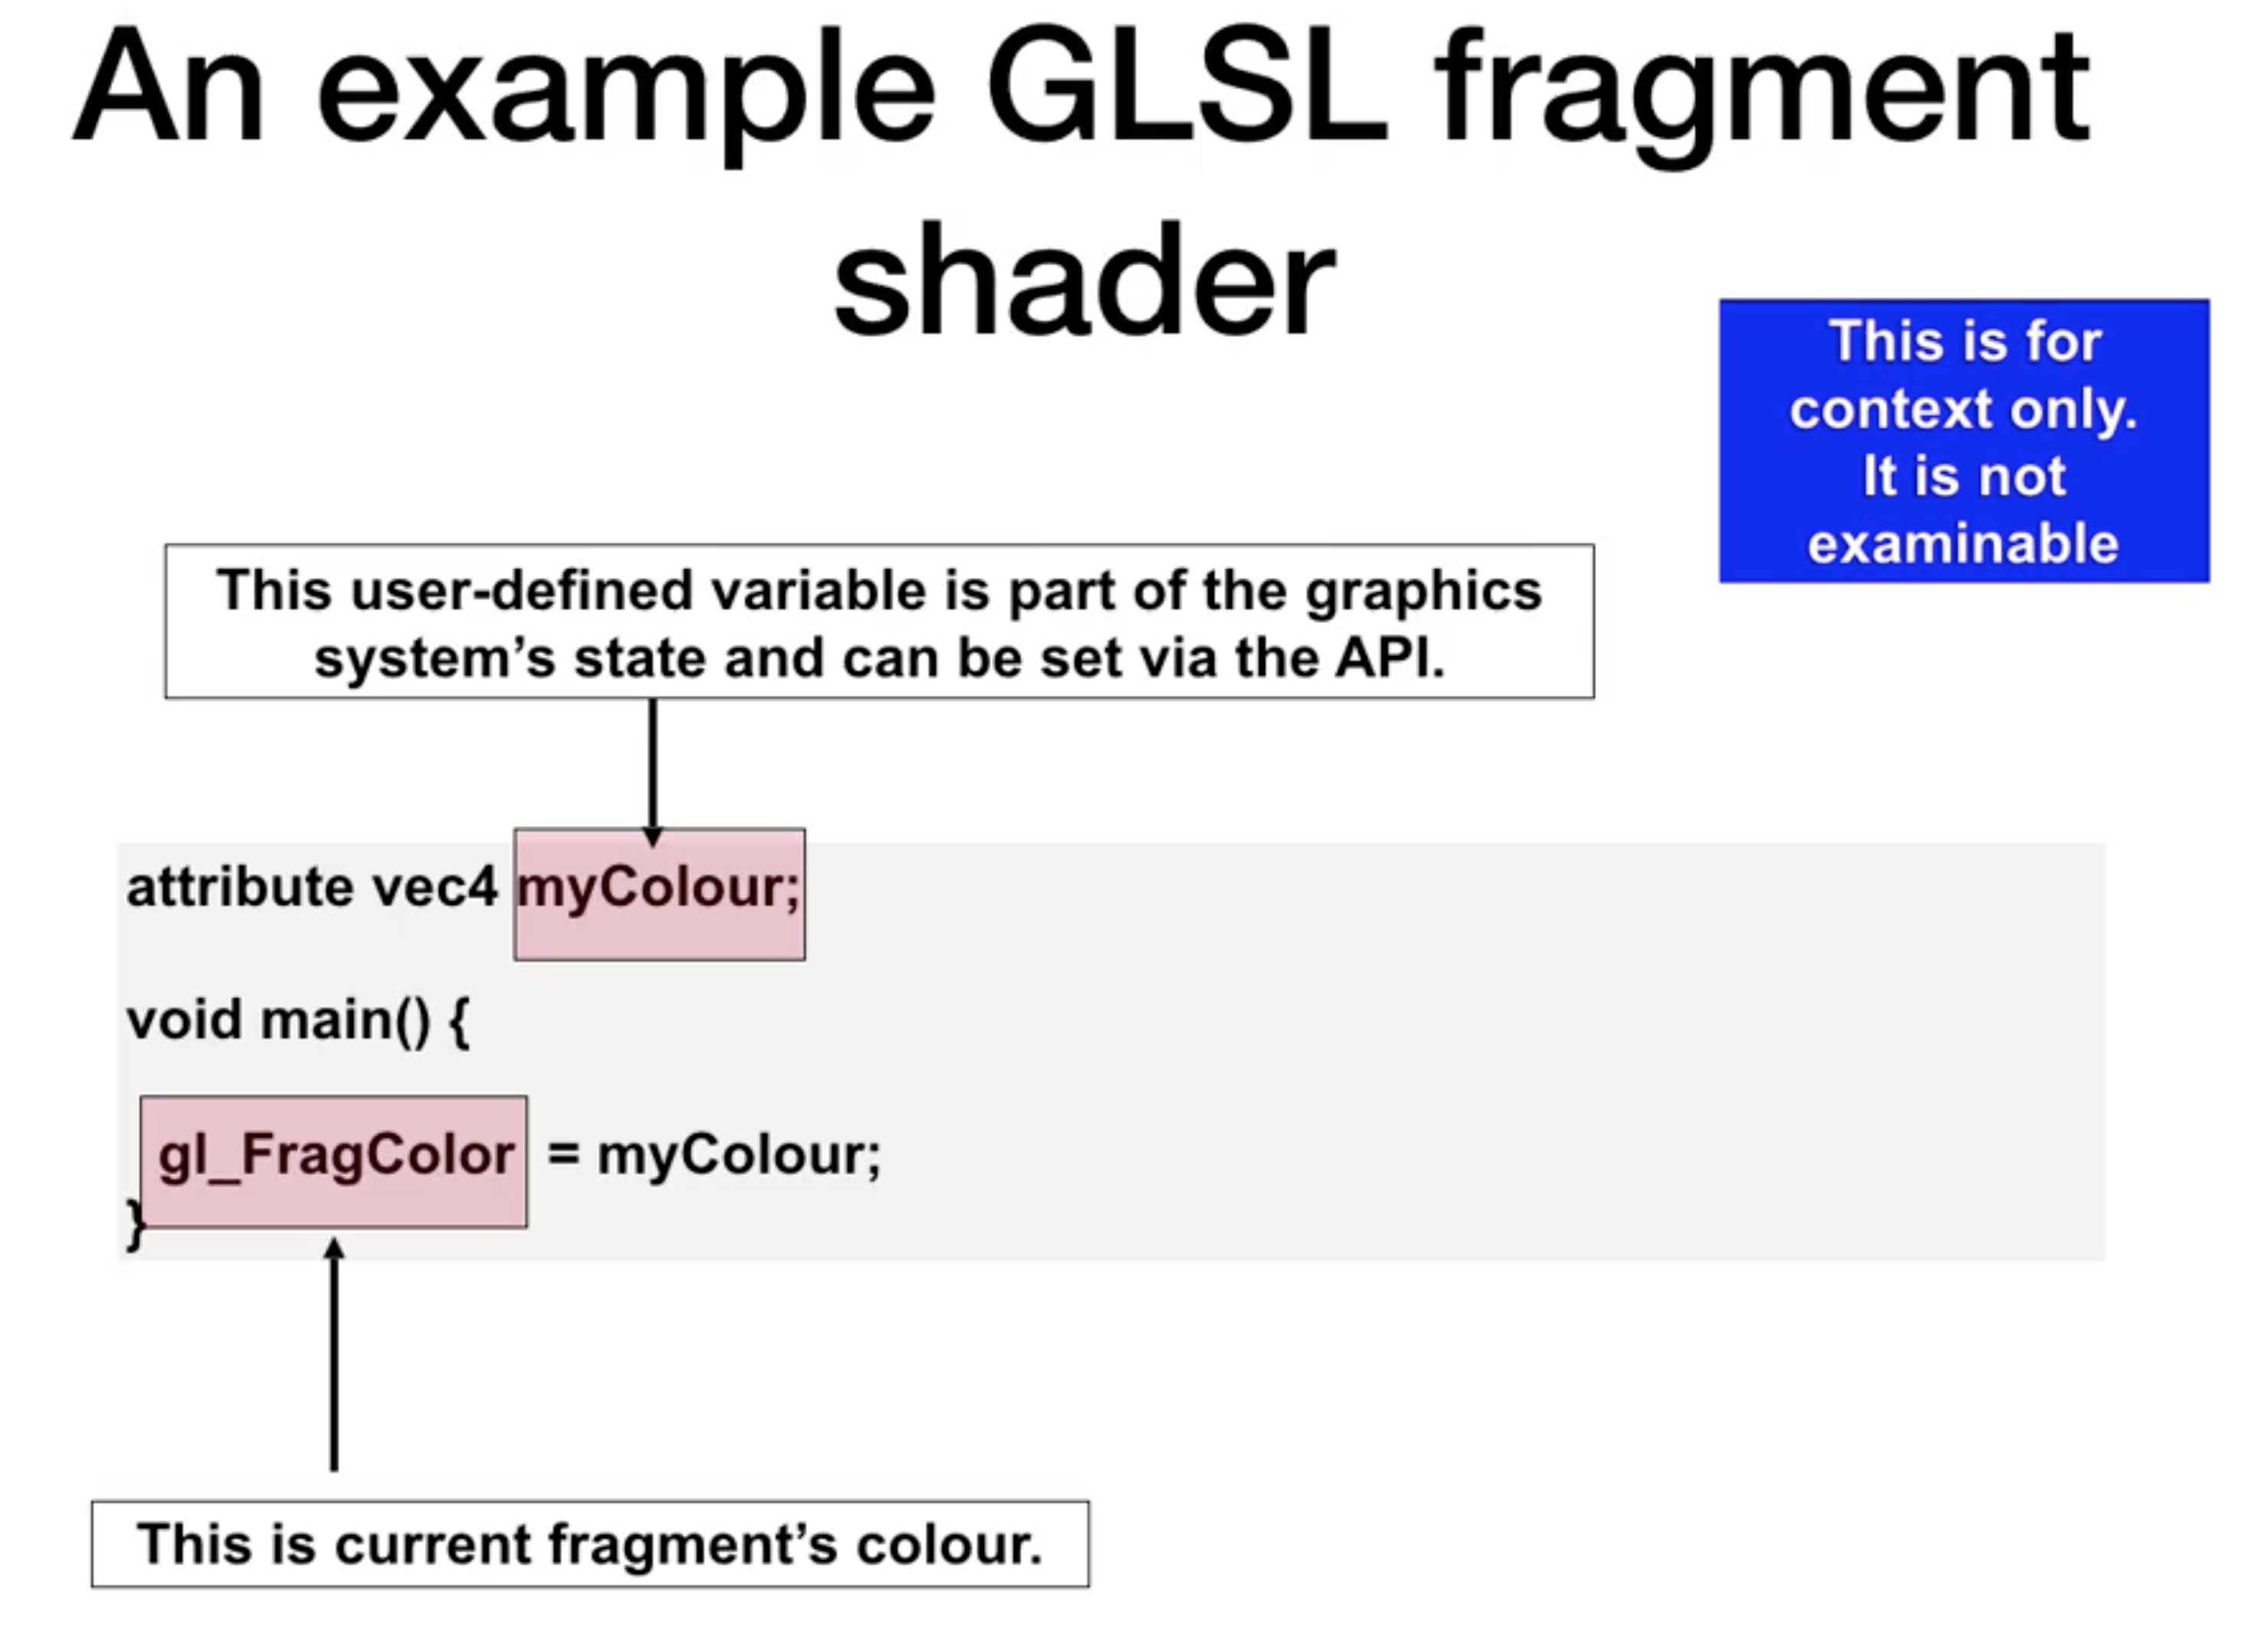 An example GLSL fragment
shader
This is for
context only.
It is not
examinable
This user-defined variable is part of the graphics
system’s state and can be set via the API.
attribute vec4 myColour;
void main() {
gl_FragColor = myColour;
}
This is current fragment’s colour.